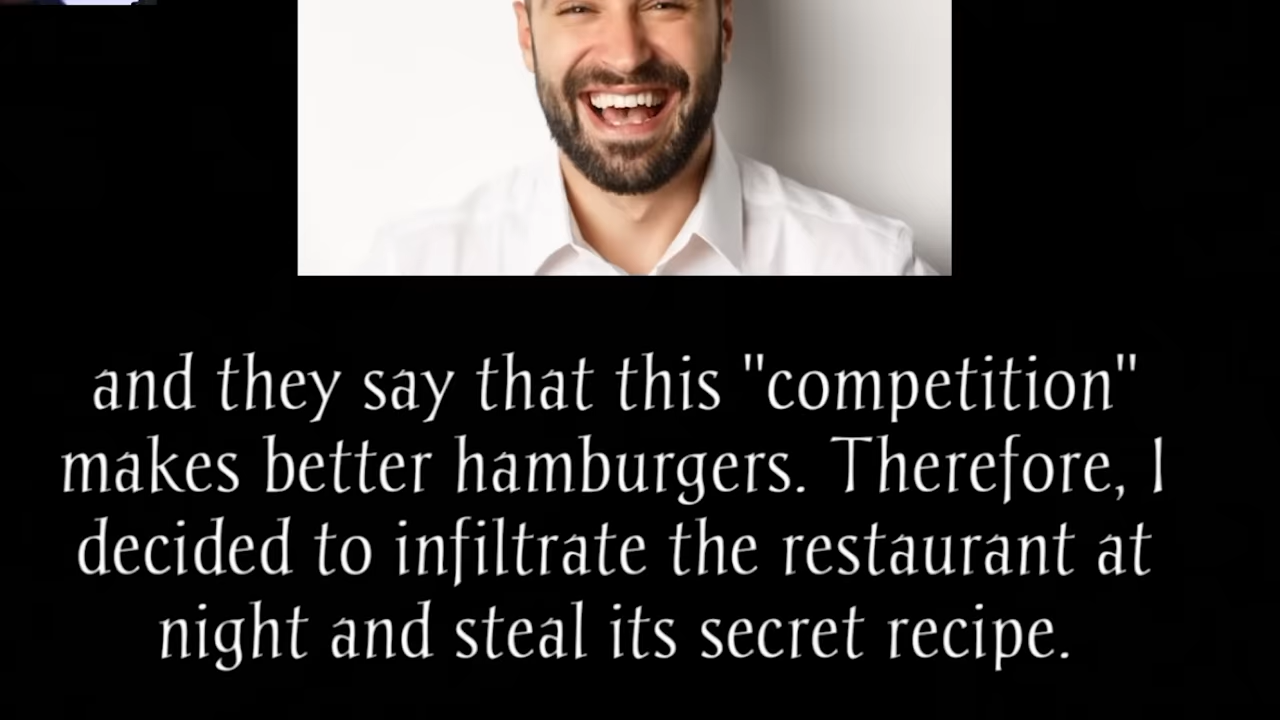 and they say that this "competition"
makes better hamburgers. Therefore, I
decided to infiltrate the restaurant at
night and steal its secret recipe.